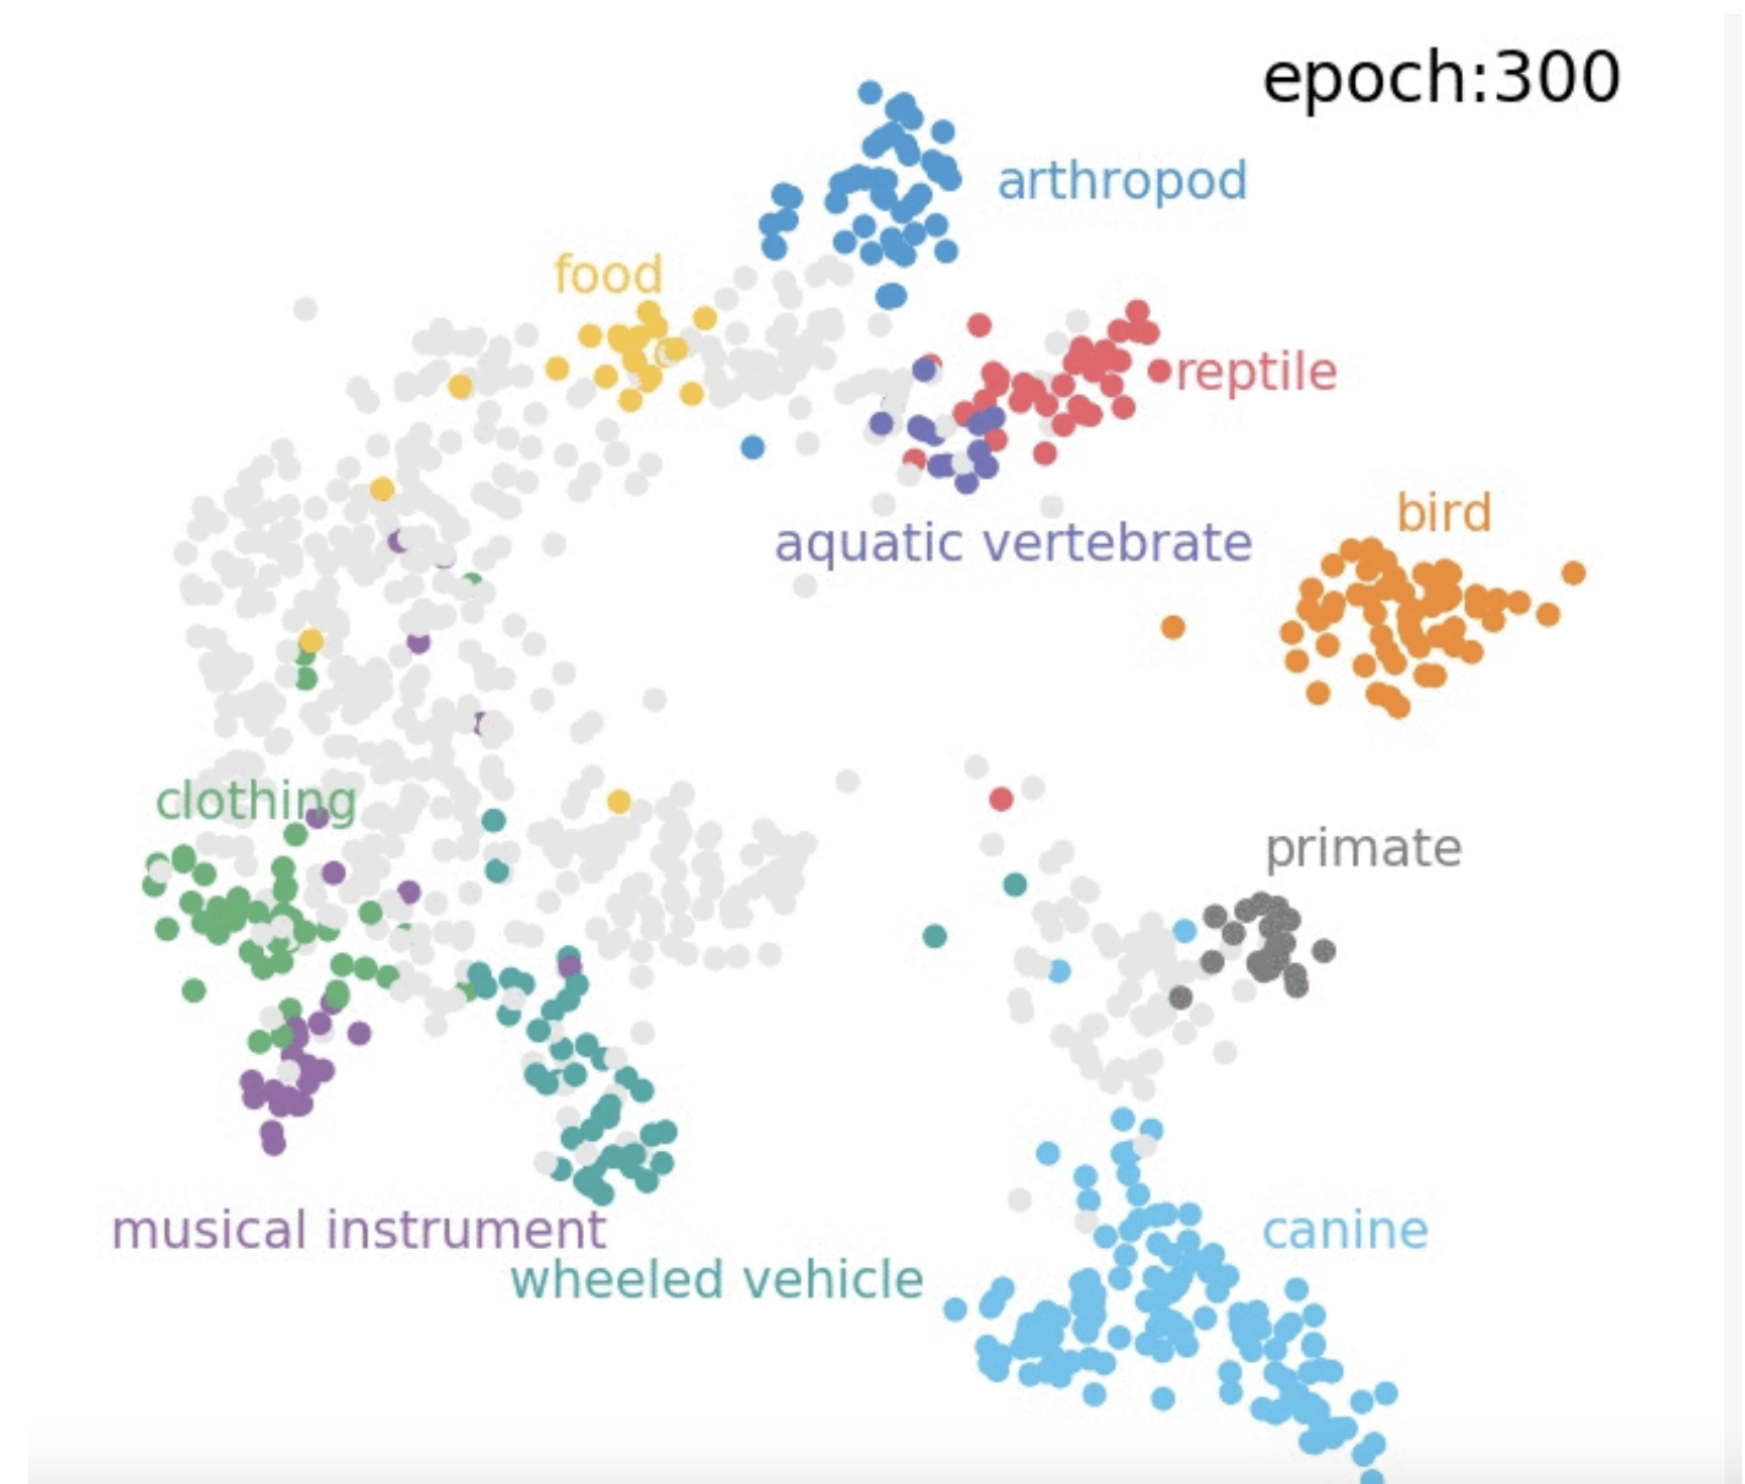 epoch:300
arthropod
food
reptile
bird
aquatic vertebrate
clothing
primate
musical instrument
canine
wheeled vehicle